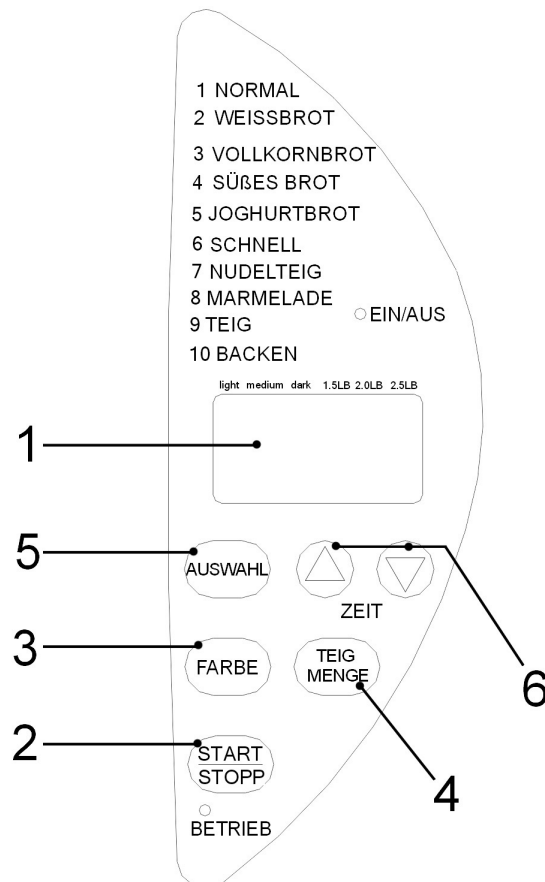 1 NORMAL
2 WEISSBROT
3 VOLLKORNBROT
4 SÜßES BROT
5 JOGHURTBROT
6 SCHNELL
7 NUDELTEIG
8 MARMELADE
9 TEIG
EIN/AUS
10 BACKEN
light medium dark 1.5LB 2.0LB 2.5LB
1
5
AUSWAHL
ZEIT
3
FARBE
TEIG
MENGE
6
2
START
STOPP
4
BETRIEB